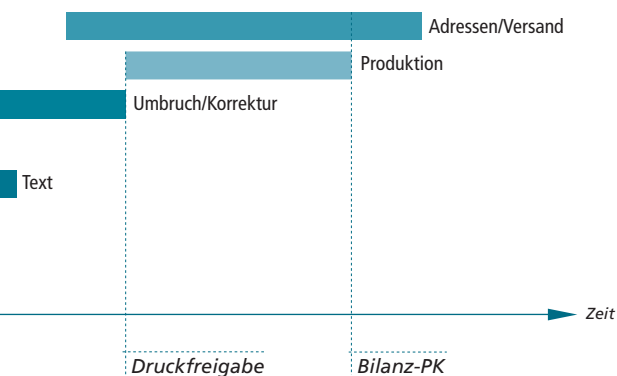 Adressen/Versand
Produktion
Umbruch/Korrektur
Text
Zeit
Druckfreigabe
Bilanz-PK